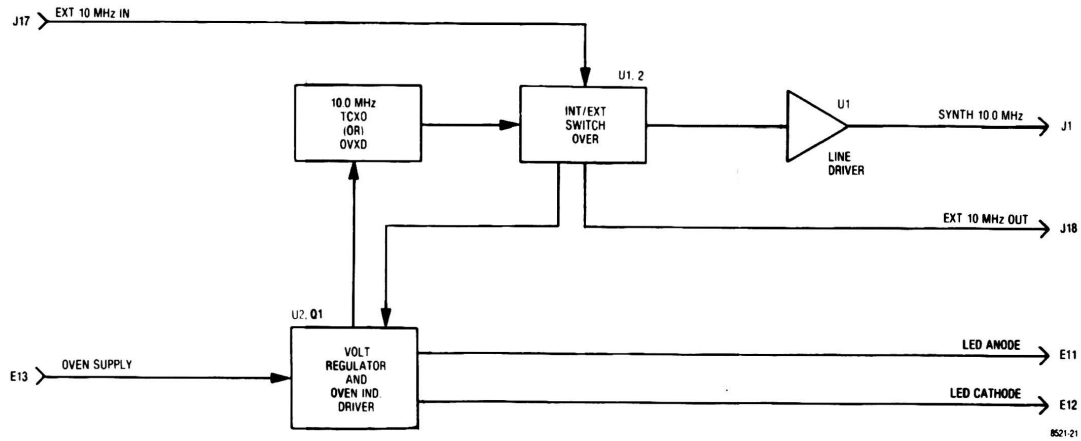 J17
EXT 10 MHz IN
U1, 2
10.0 MHz
TCXO
(OR)
OVXD
INT/EXT
SWITCH
OVER
U1
SYNTH 10.0 MHz
J1
LINE
DRIVER
EXT 10 MHz OUT
J18
U2, Q1
VOLT
REGULATOR
AND
OVEN IND.
DRIVER
LED ANODE
E11
E13
OVEN SUPPLY
LED CATHODE
E12
8521-21